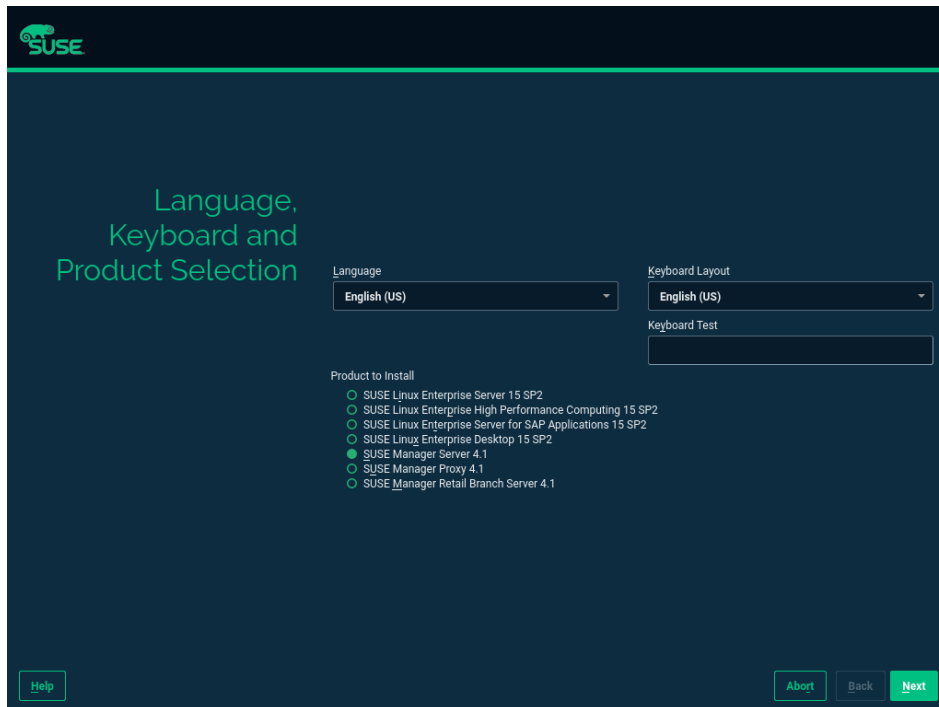 SUSE
Language,
Keyboard and
Product Selection
Language
Keyboard Layout
English (US)
English (US)
Keyboard Test
Product to Install
SUSE Linux Enterprise Server 15 SP2
SUSE Linux Enterprise High Performance Computing 15 SP2
SUSE Linux Enterprise Server for SAP Applications 15 SP2
SUSE Linux Enterprise Desktop 15 SP2
SUSE Manager Server 4.1
SUSE Manager Proxy 4.1
SUSE Manager Retail Branch Server 4.1
Help
Abort
Back
Next